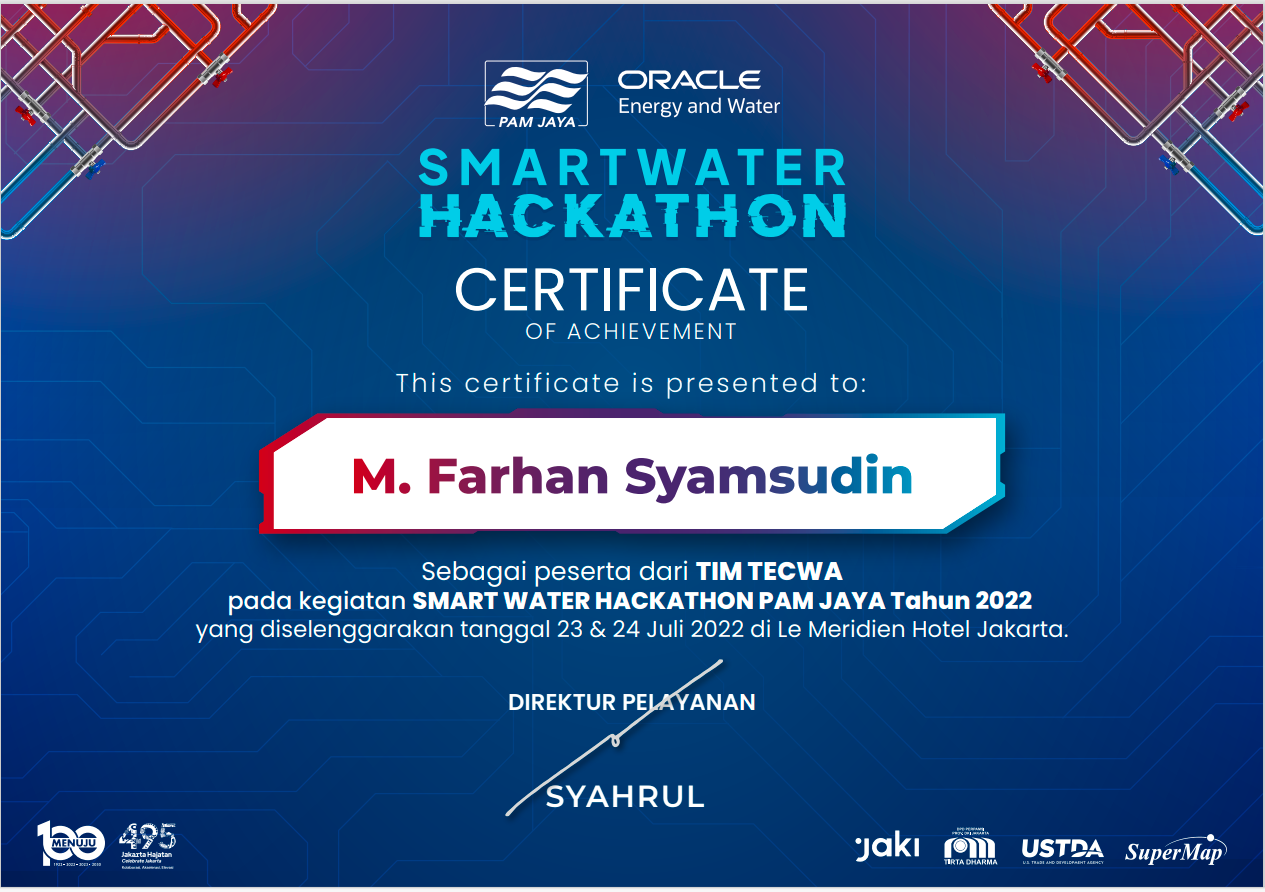 PAM JAYA
ORACLE
Energy and Water
SMARTWATER
HACKATHON
CERTIFICATE
OF ACHIEVEMENT
This certificate is presented to:
M. Farhan Syamsudin
Sebagai peserta dari TIM TECWA
pada kegiatan SMART WATER HACKATHON PAM JAYA Tahun 2022
yang diselenggarakan tanggal 23 & 24 Juli 2022 di Le Meridien Hotel Jakarta.
DIREKTUR PELAYANAN
SYAHRUL
100
MENUJU
495
Jakarta Hajatan
Celebrate Jakarta
jaki
TIRTA DHARMA
USTDA
U.S. TRADE AND DEVELOPMENT AGENCY
SuperMap